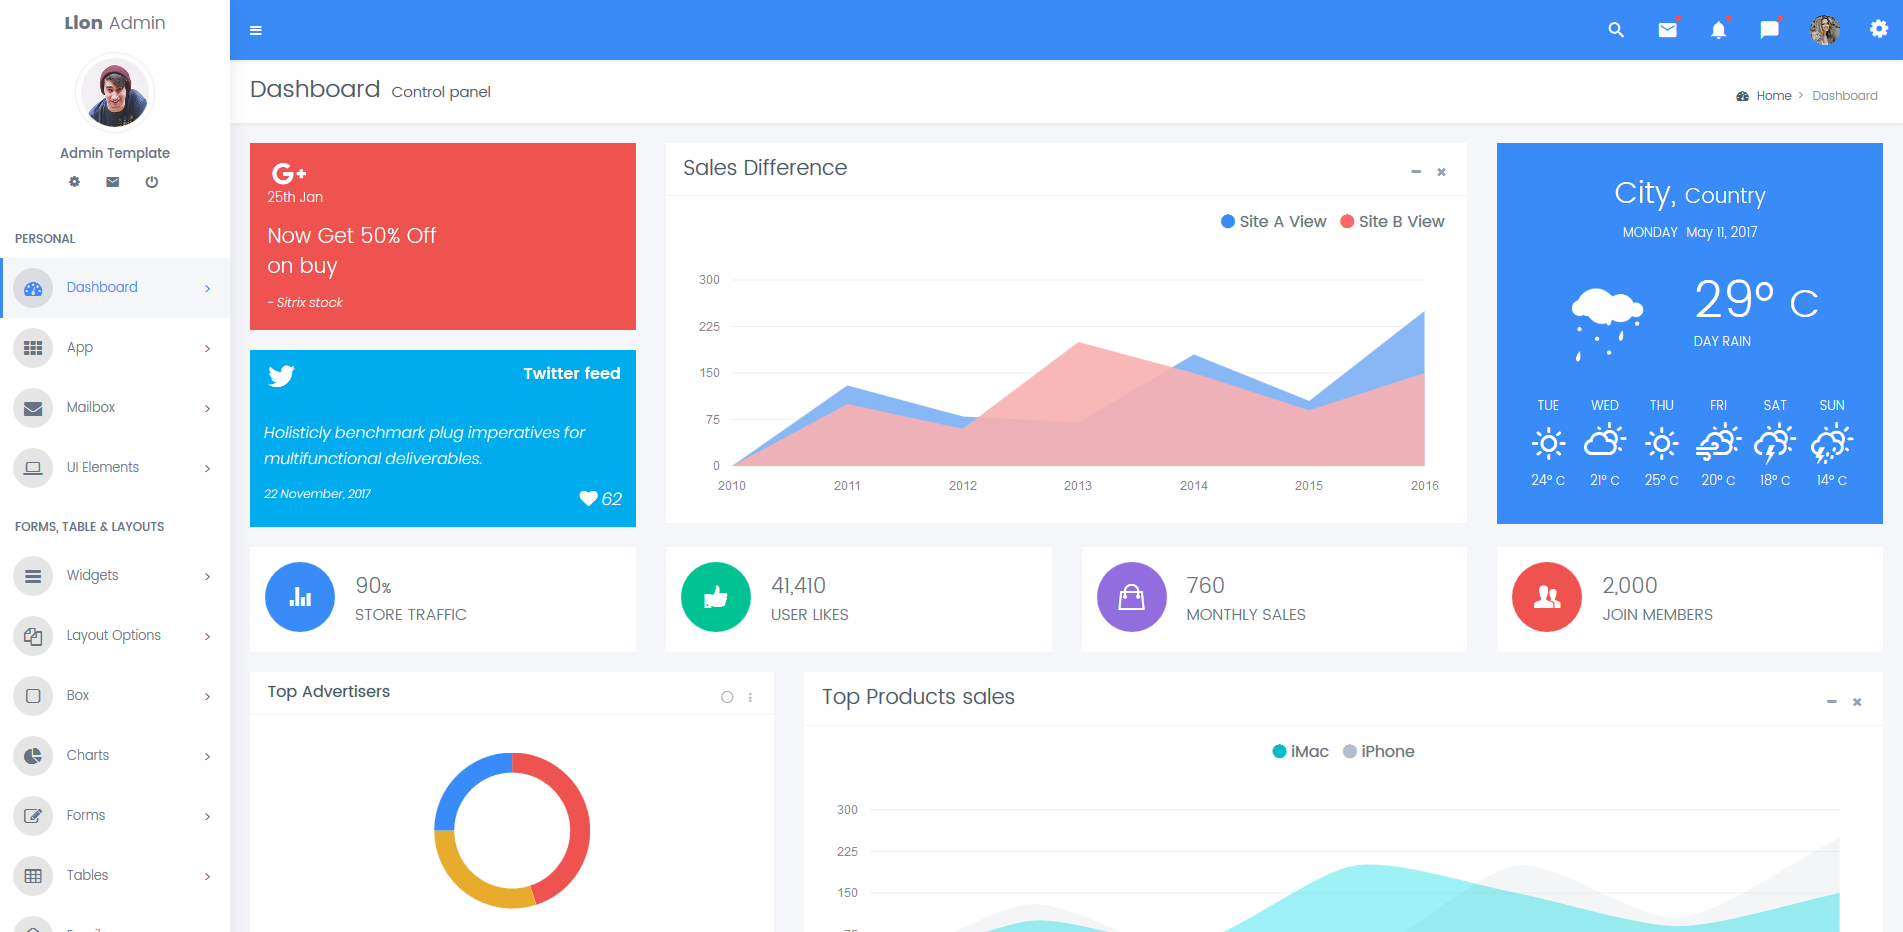 Lion Admin
Admin Template
PERSONAL
Dashboard
App
Mailbox
UI Elements
FORMS, TABLE & LAYOUTS
Widgets
Layout Options
Box
Charts
Forms
Tables
Dashboard Control panel
Home > Dashboard
G+
25th Jan
Now Get 50% Off
on buy
- Sitrix stock
Twitter feed
Holisticly benchmark plug imperatives for
multifunctional deliverables.
22 November, 2017
62
Sales Difference
Site A View Site B View
300
225
150
75
0
2010 2011 2012 2013 2014 2015 2016
City, Country
MONDAY May 11, 2017
29° C
DAY RAIN
TUE WED THU FRI SAT SUN
24° C 21° C 25° C 20° C 18° C 14° C
90%
STORE TRAFFIC
41,410
USER LIKES
760
MONTHLY SALES
2,000
JOIN MEMBERS
Top Advertisers
Top Products sales
iMac iPhone
300
225
150
75